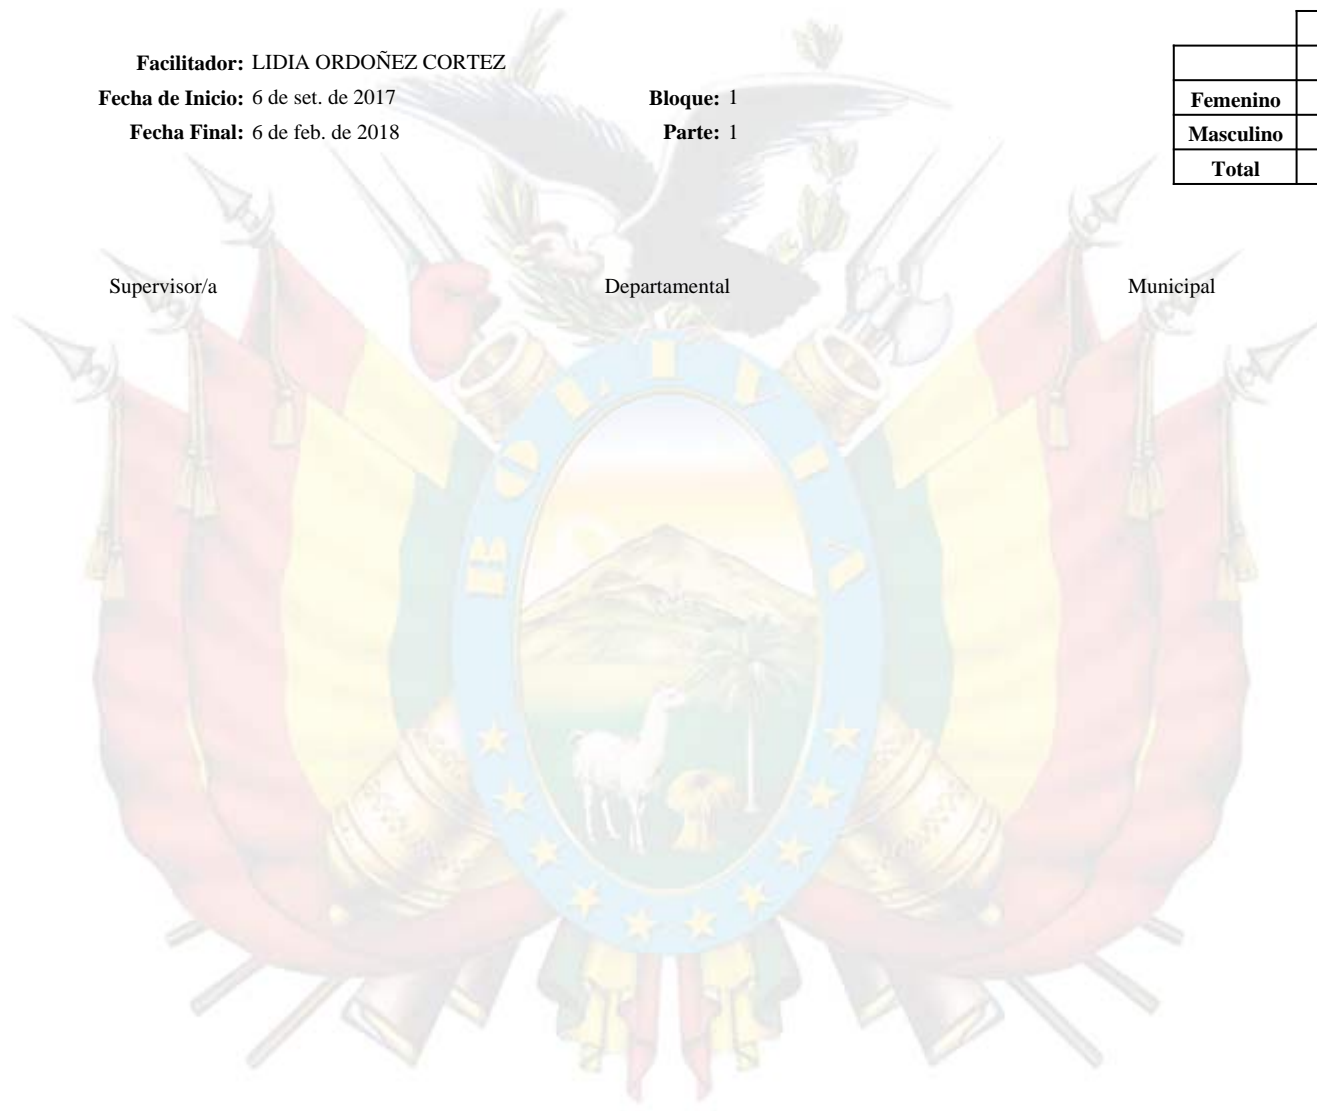 Facilitador: LIDIA ORDOÑEZ CORTEZ
Fecha de Inicio: 6 de set. de 2017 Bloque: 1
Fecha Final: 6 de feb. de 2018 Parte: 1
Femenino
Masculino
Total
Supervisor/a Departamental Municipal
BOLIVIA